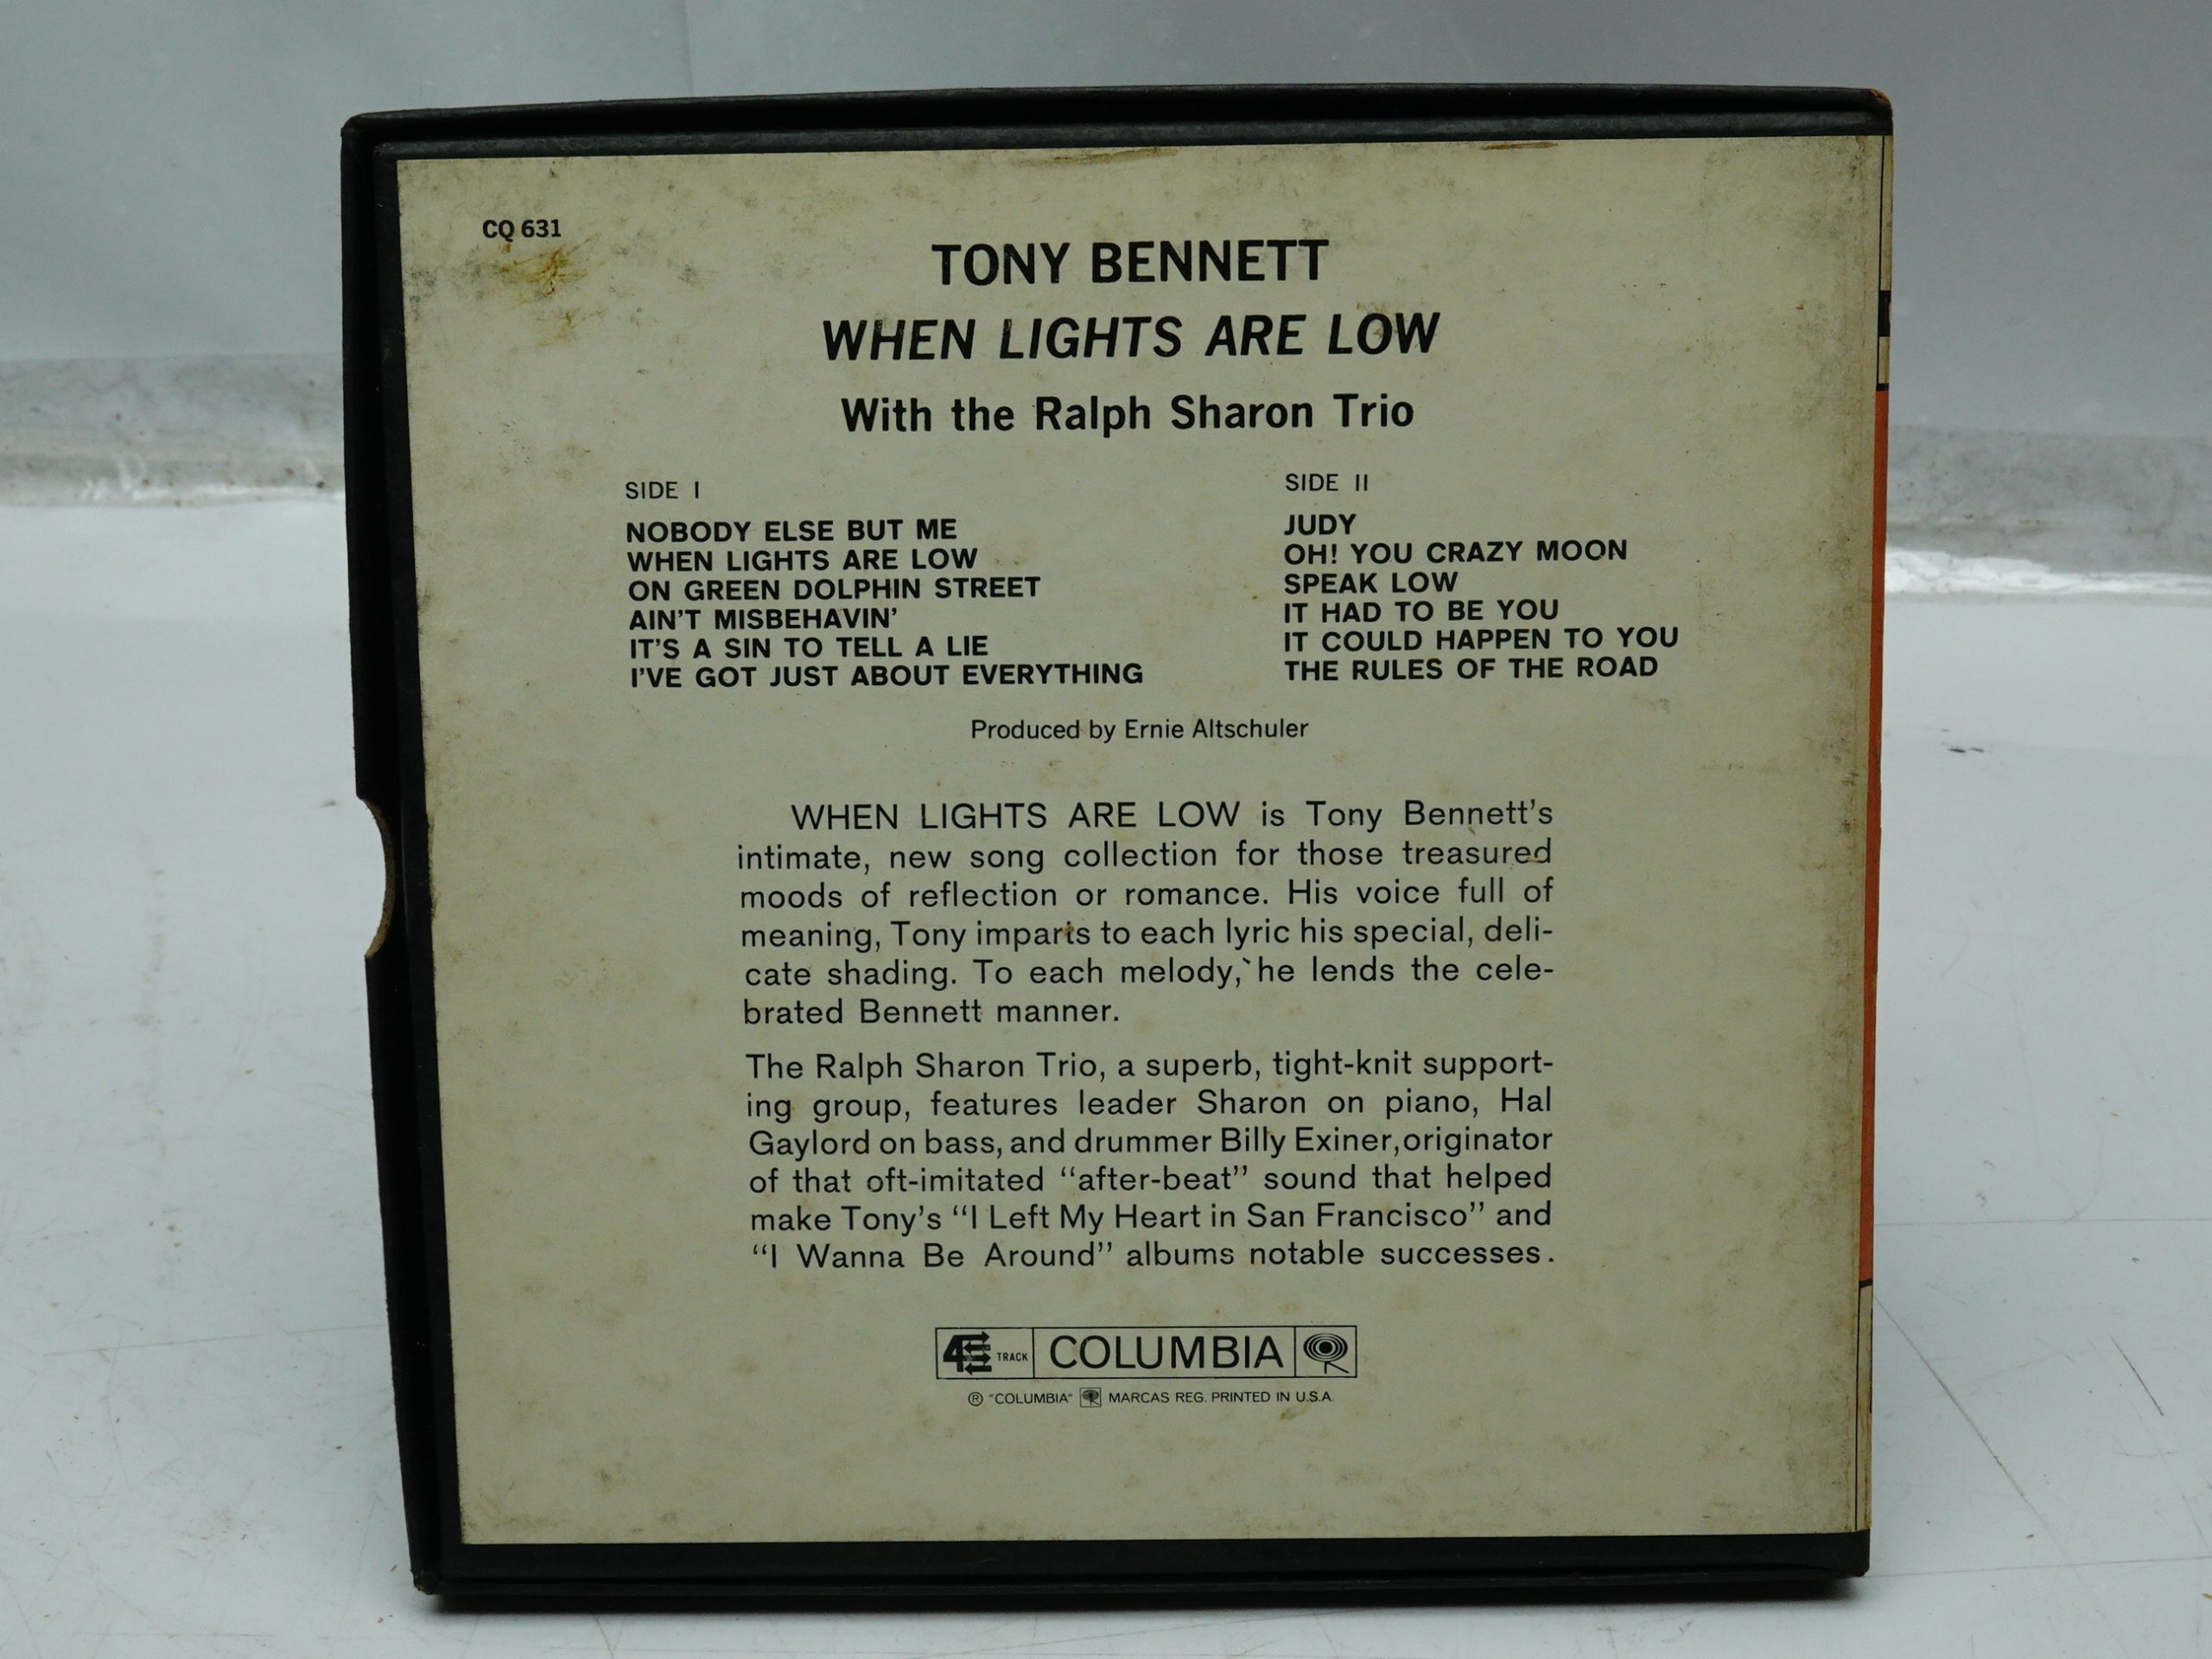 CQ 631
TONY BENNETT
WHEN LIGHTS ARE LOW
With the Ralph Sharon Trio
SIDE I
NOBODY ELSE BUT ME
WHEN LIGHTS ARE LOW
ON GREEN DOLPHIN STREET
AIN'T MISBEHAVIN'
IT'S A SIN TO TELL A LIE
I'VE GOT JUST ABOUT EVERYTHING
SIDE II
JUDY
OH! YOU CRAZY MOON
SPEAK LOW
IT HAD TO BE YOU
IT COULD HAPPEN TO YOU
THE RULES OF THE ROAD
Produced by Ernie Altschuler
WHEN LIGHTS ARE LOW is Tony Bennett's
intimate, new song collection for those treasured
moods of reflection or romance. His voice full of
meaning, Tony imparts to each lyric his special, deli-
cate shading. To each melody, he lends the cele-
brated Bennett manner.
The Ralph Sharon Trio, a superb, tight-knit support-
ing group, features leader Sharon on piano, Hal
Gaylord on bass, and drummer Billy Exiner, originator
of that oft-imitated “after-beat” sound that helped
make Tony's “I Left My Heart in San Francisco” and
“I Wanna Be Around” albums notable successes.
4 TRACK COLUMBIA
® "COLUMBIA" MARCAS REG. PRINTED IN U.S.A.